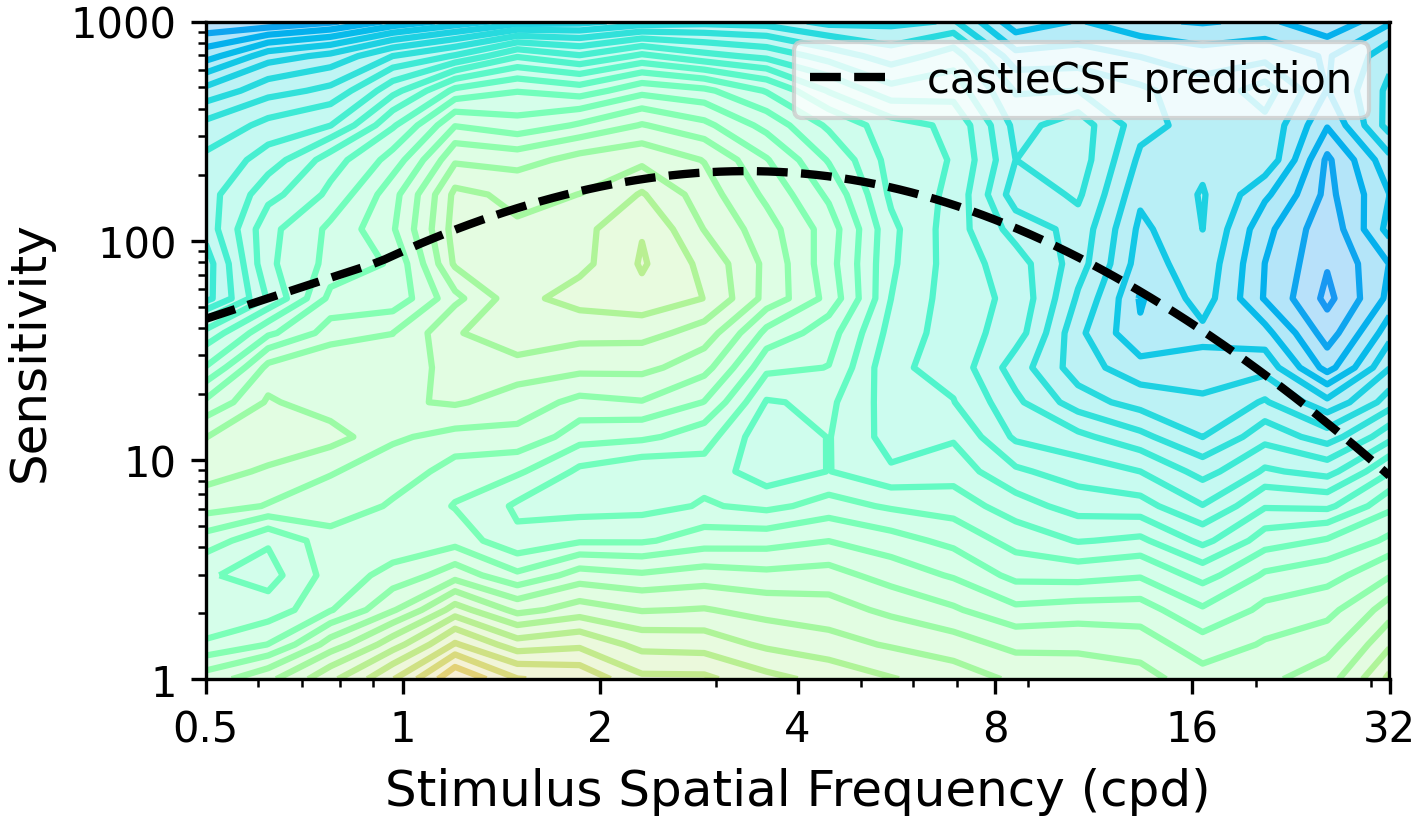 1000
100
10
1
Sensitivity
castleCSF prediction
0.5 1 2 4 8 16 32
Stimulus Spatial Frequency (cpd)